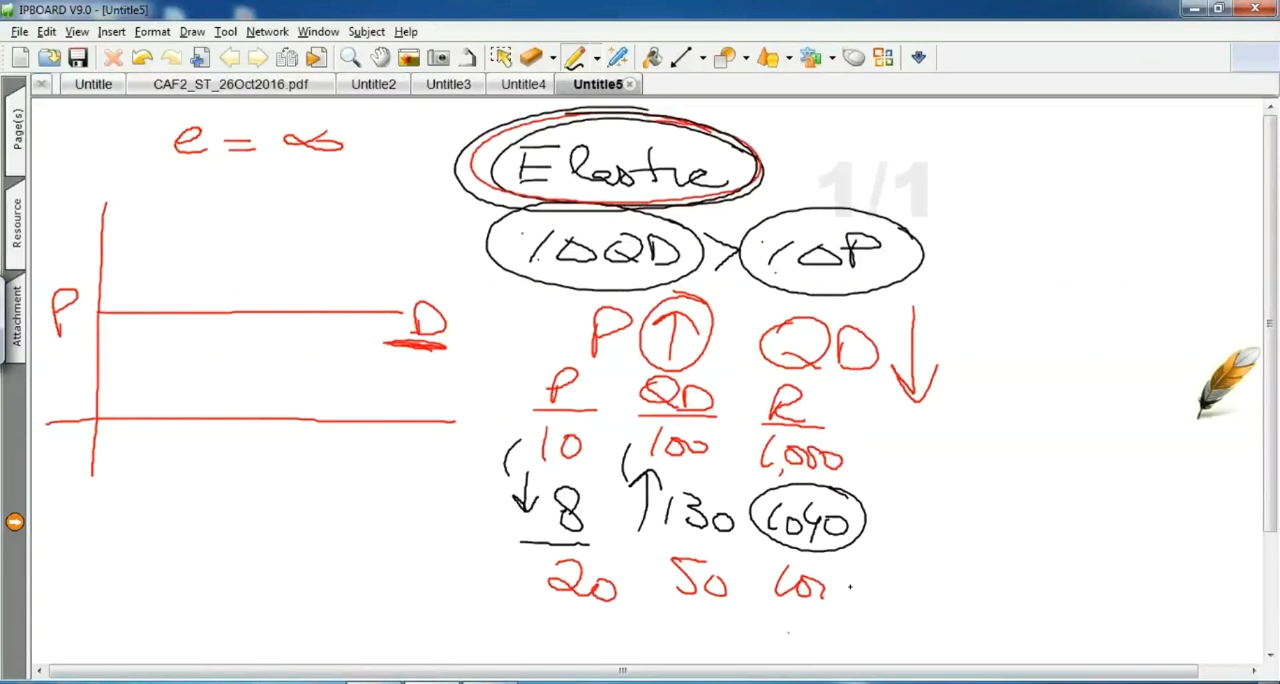 IPBOARD V9.0 - [Untitle5]
File Edit View Insert Format Draw Tool Network Window Subject Help
Untitle CAF2_ST_26Oct2016.pdf Untitle2 Untitle3 Untitle4 Untitle5
Page(s)
Resource
Attachment
1/1
e = ∞
Elastic
%ΔQD > %ΔP
P D
P ↑ QD ↓
P QD R
10 100 1,000
↓ 8 ↑ 130 1040
20 50